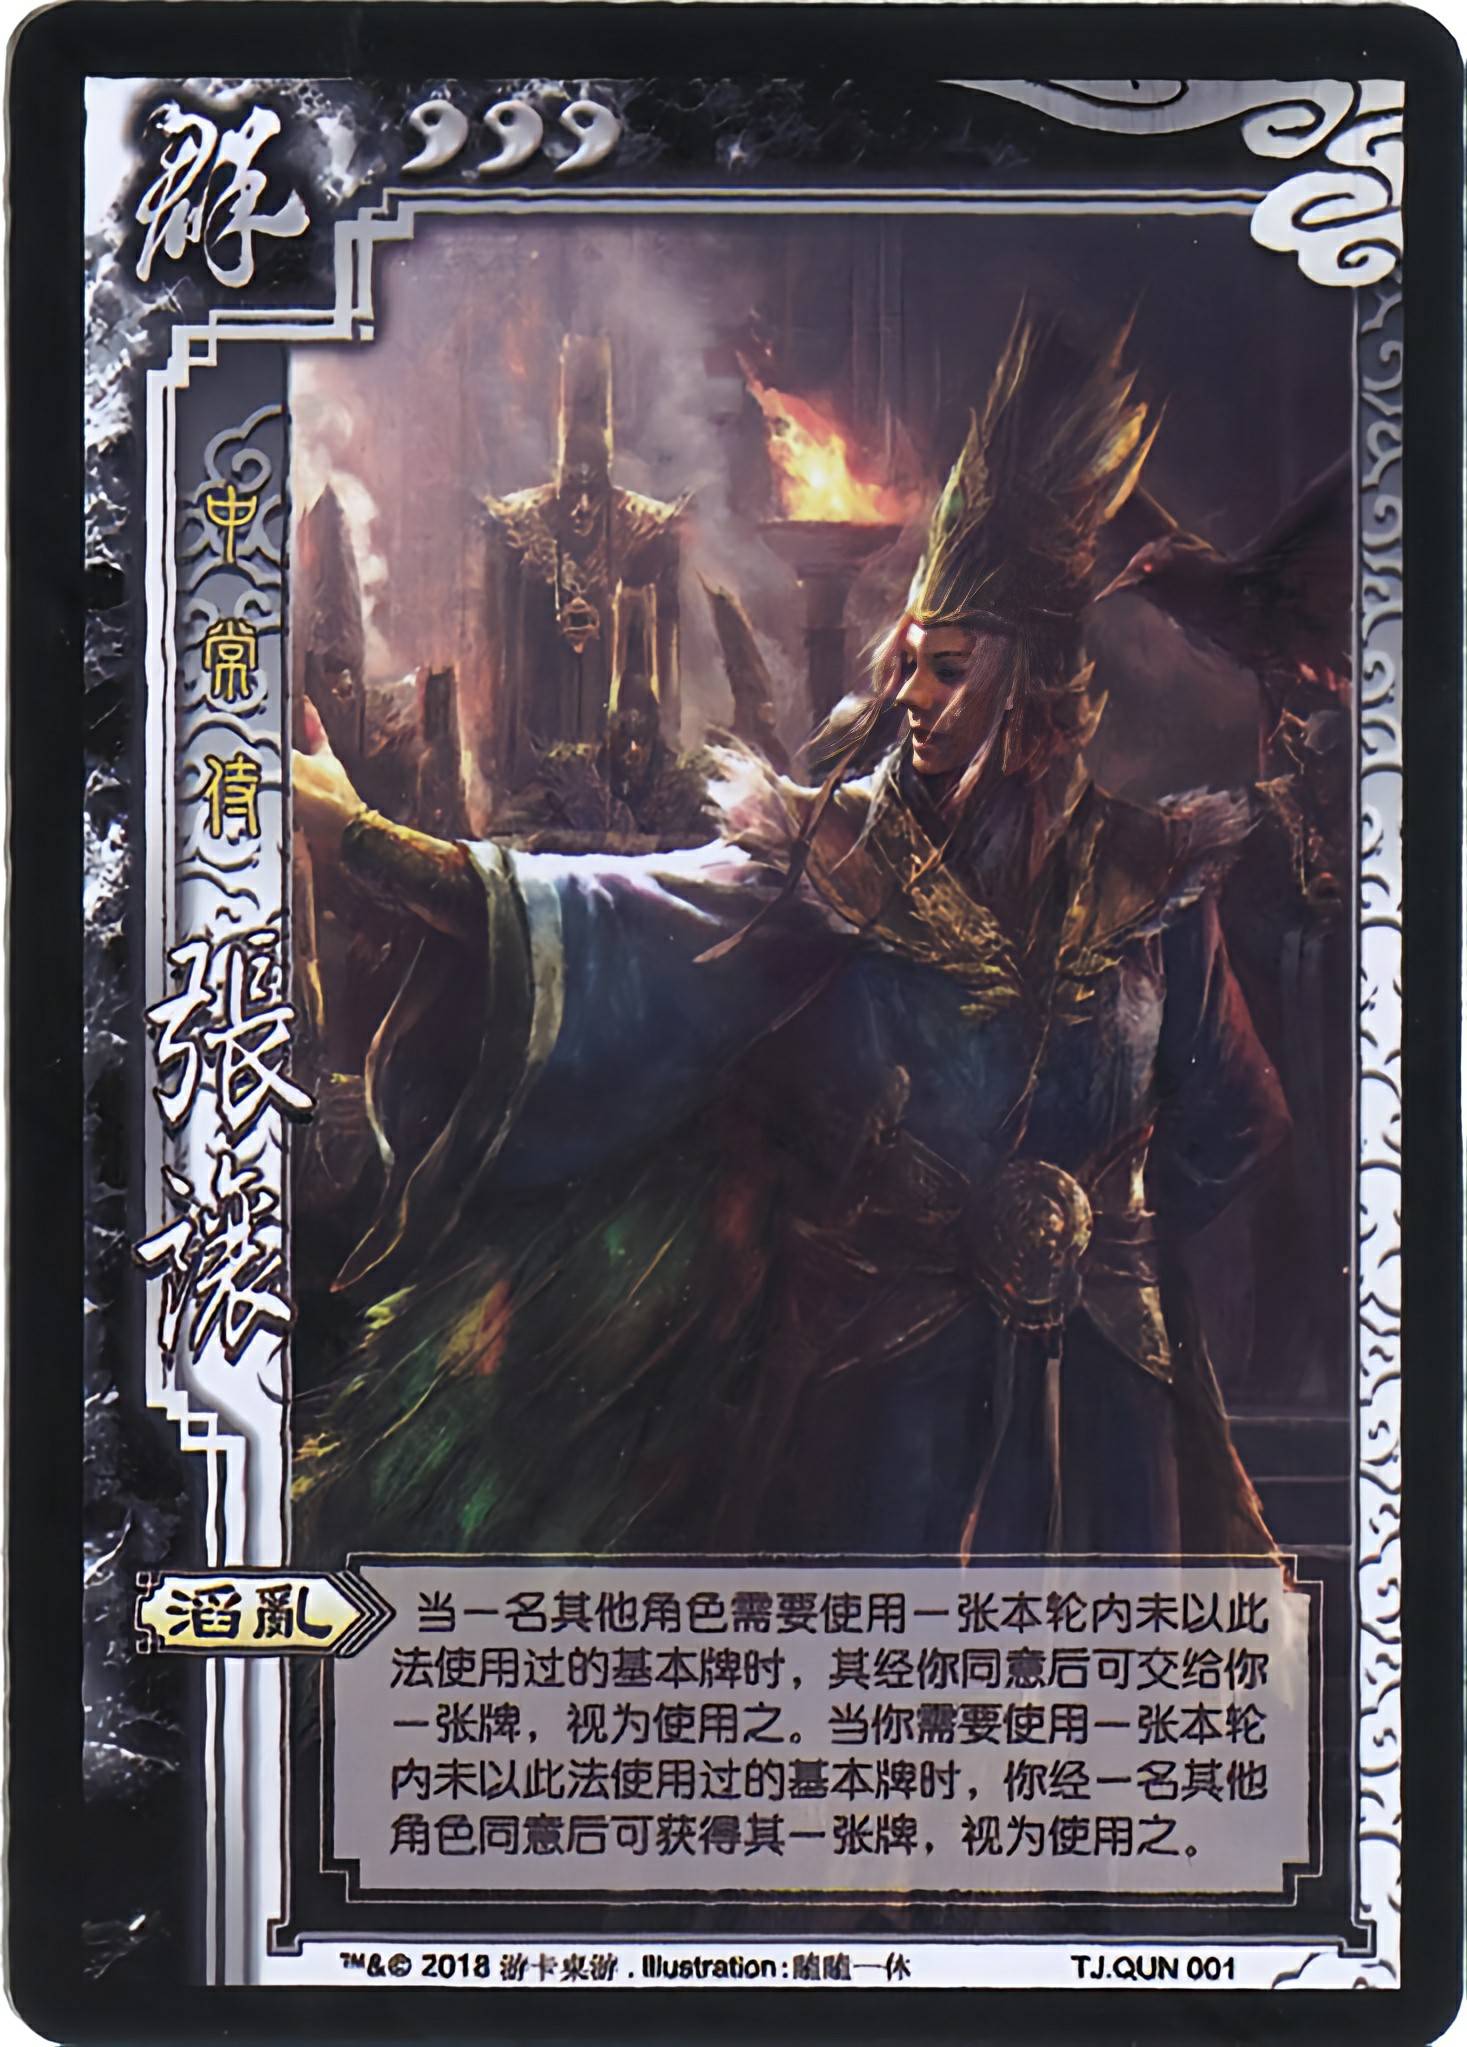 群
中常侍
張讓
滔亂
当一名其他角色需要使用一张本轮内未以此
法使用过的基本牌时，其经你同意后可交给你
一张牌，视为使用之。当你需要使用一张本轮
内未以此法使用过的基本牌时，你经一名其他
角色同意后可获得其一张牌，视为使用之。
™&© 2018 游卡桌游 . Illustration:瞌瞌一休
TJ.QUN 001